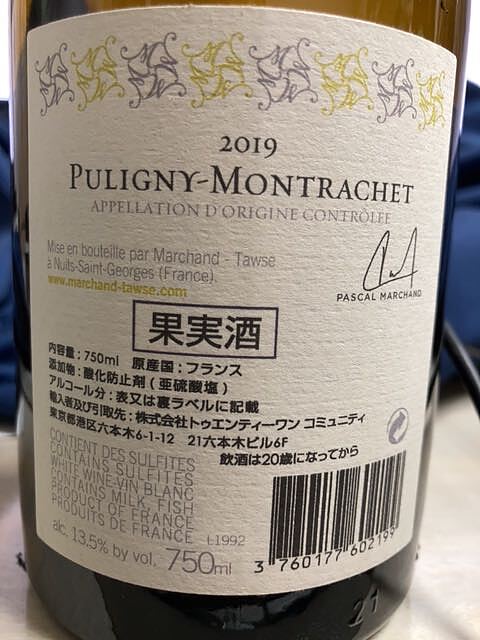 2019
PULIGNY-MONTRACHET
APPELLATION D'ORIGINE CONTRÔLÉE
Mise en bouteille par Marchand - Tawse
à Nuits-Saint-Georges (France).
www.marchand-tawse.com
PASCAL MARCHAND
果実酒
内容量：750ml 原産国：フランス
添加物：酸化防止剤（亜硫酸塩）
アルコール分：表又は裏ラベルに記載
輸入者及び引取先：株式会社トゥエンティーワン コミュニティ
東京都港区六本木6-1-12 21六本木ビル6F
飲酒は20歳になってから
CONTIENT DES SULFITES
CONTAINS SULFITES
WHITE WINE-VIN BLANC
CONTAINS MILK, FISH
PRODUCT OF FRANCE
PRODUITS DE FRANCE L1992
alc. 13.5% by vol. 750ml
3 760177 602199
21